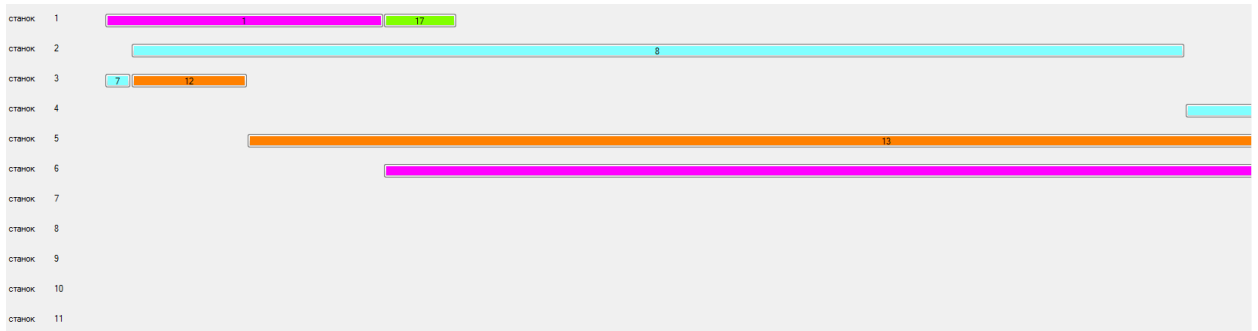 станок 1 1 17
станок 2 8
станок 3 7 12
станок 4
станок 5 13
станок 6
станок 7
станок 8
станок 9
станок 10
станок 11